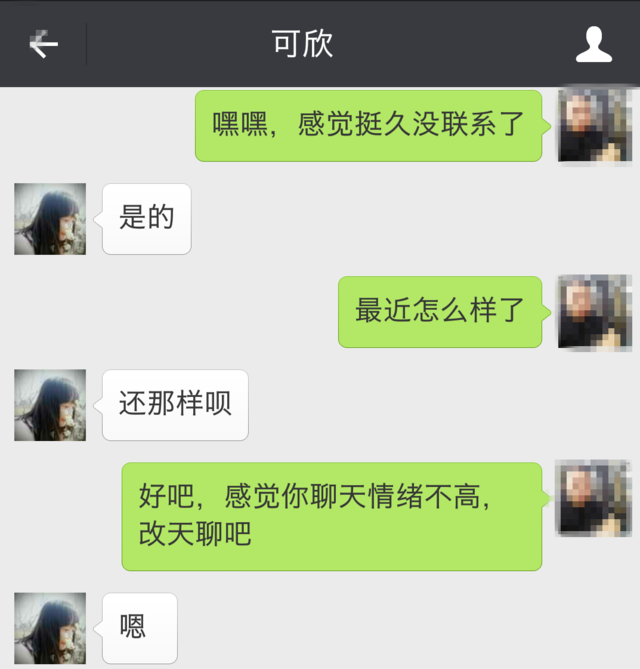 可欣
嘿嘿，感觉挺久没联系了
是的
最近怎么样了
还那样呗
好吧，感觉你聊天情绪不高，
改天聊吧
嗯